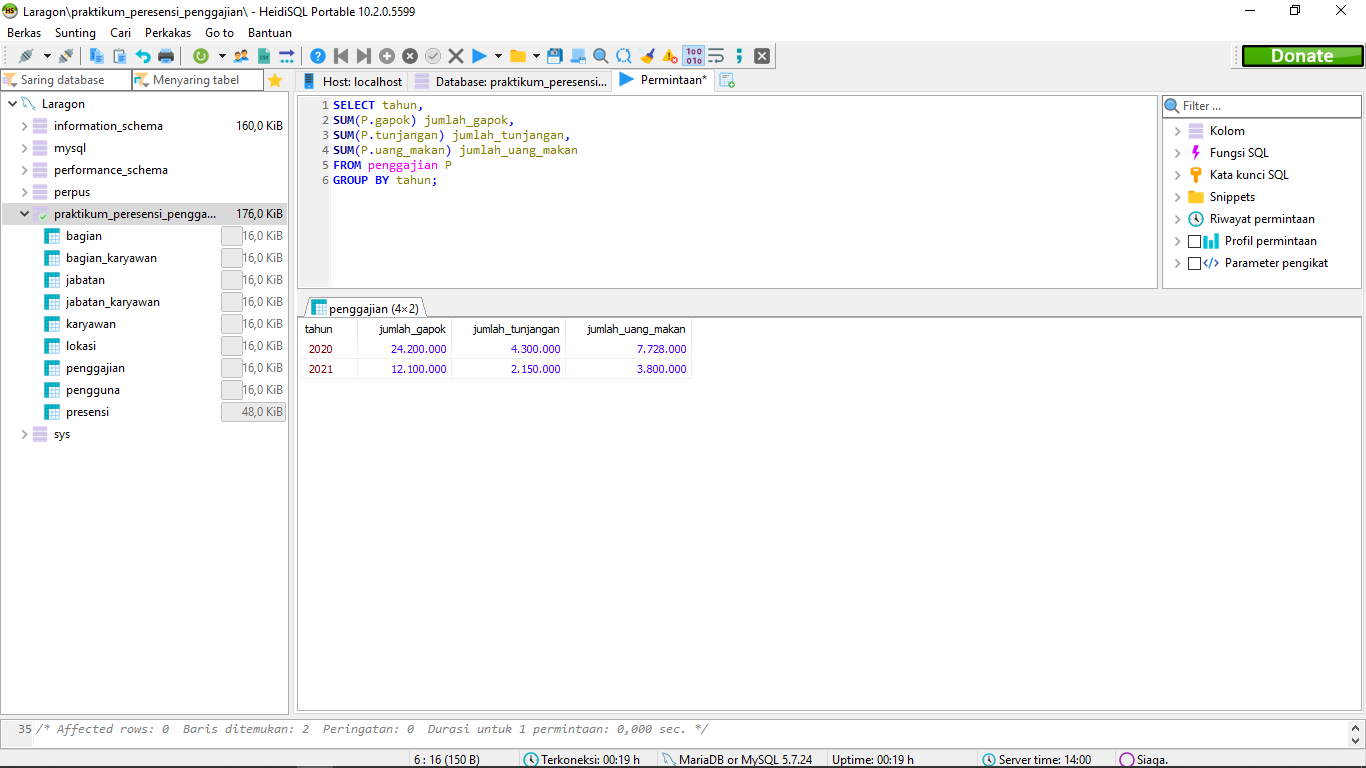 Laragon\praktikum_peresensi_penggajian\ - HeidiSQL Portable 10.2.0.5599
Berkas Sunting Cari Perkakas Go to Bantuan
Donate
Saring database Menyaring tabel
Host: localhost Database: praktikum_peresensi... Permintaan*
Laragon
information_schema 160,0 KiB
mysql
performance_schema
perpus
praktikum_peresensi_pengga... 176,0 KiB
bagian 16,0 KiB
bagian_karyawan 16,0 KiB
jabatan 16,0 KiB
jabatan_karyawan 16,0 KiB
karyawan 16,0 KiB
lokasi 16,0 KiB
penggajian 16,0 KiB
pengguna 16,0 KiB
presensi 48,0 KiB
sys
1 SELECT tahun,
2 SUM(P.gapok) jumlah_gapok,
3 SUM(P.tunjangan) jumlah_tunjangan,
4 SUM(P.uang_makan) jumlah_uang_makan
5 FROM penggajian P
6 GROUP BY tahun;
Filter ...
Kolom
Fungsi SQL
Kata kunci SQL
Snippets
Riwayat permintaan
Profil permintaan
Parameter pengikat
penggajian (4×2)
tahun jumlah_gapok jumlah_tunjangan jumlah_uang_makan
2020 24.200.000 4.300.000 7.728.000
2021 12.100.000 2.150.000 3.800.000
35 /* Affected rows: 0 Baris ditemukan: 2 Peringatan: 0 Durasi untuk 1 permintaan: 0,000 sec. */
6 : 16 (150 B) Terkoneksi: 00:19 h MariaDB or MySQL 5.7.24 Uptime: 00:19 h Server time: 14:00 Siaga.